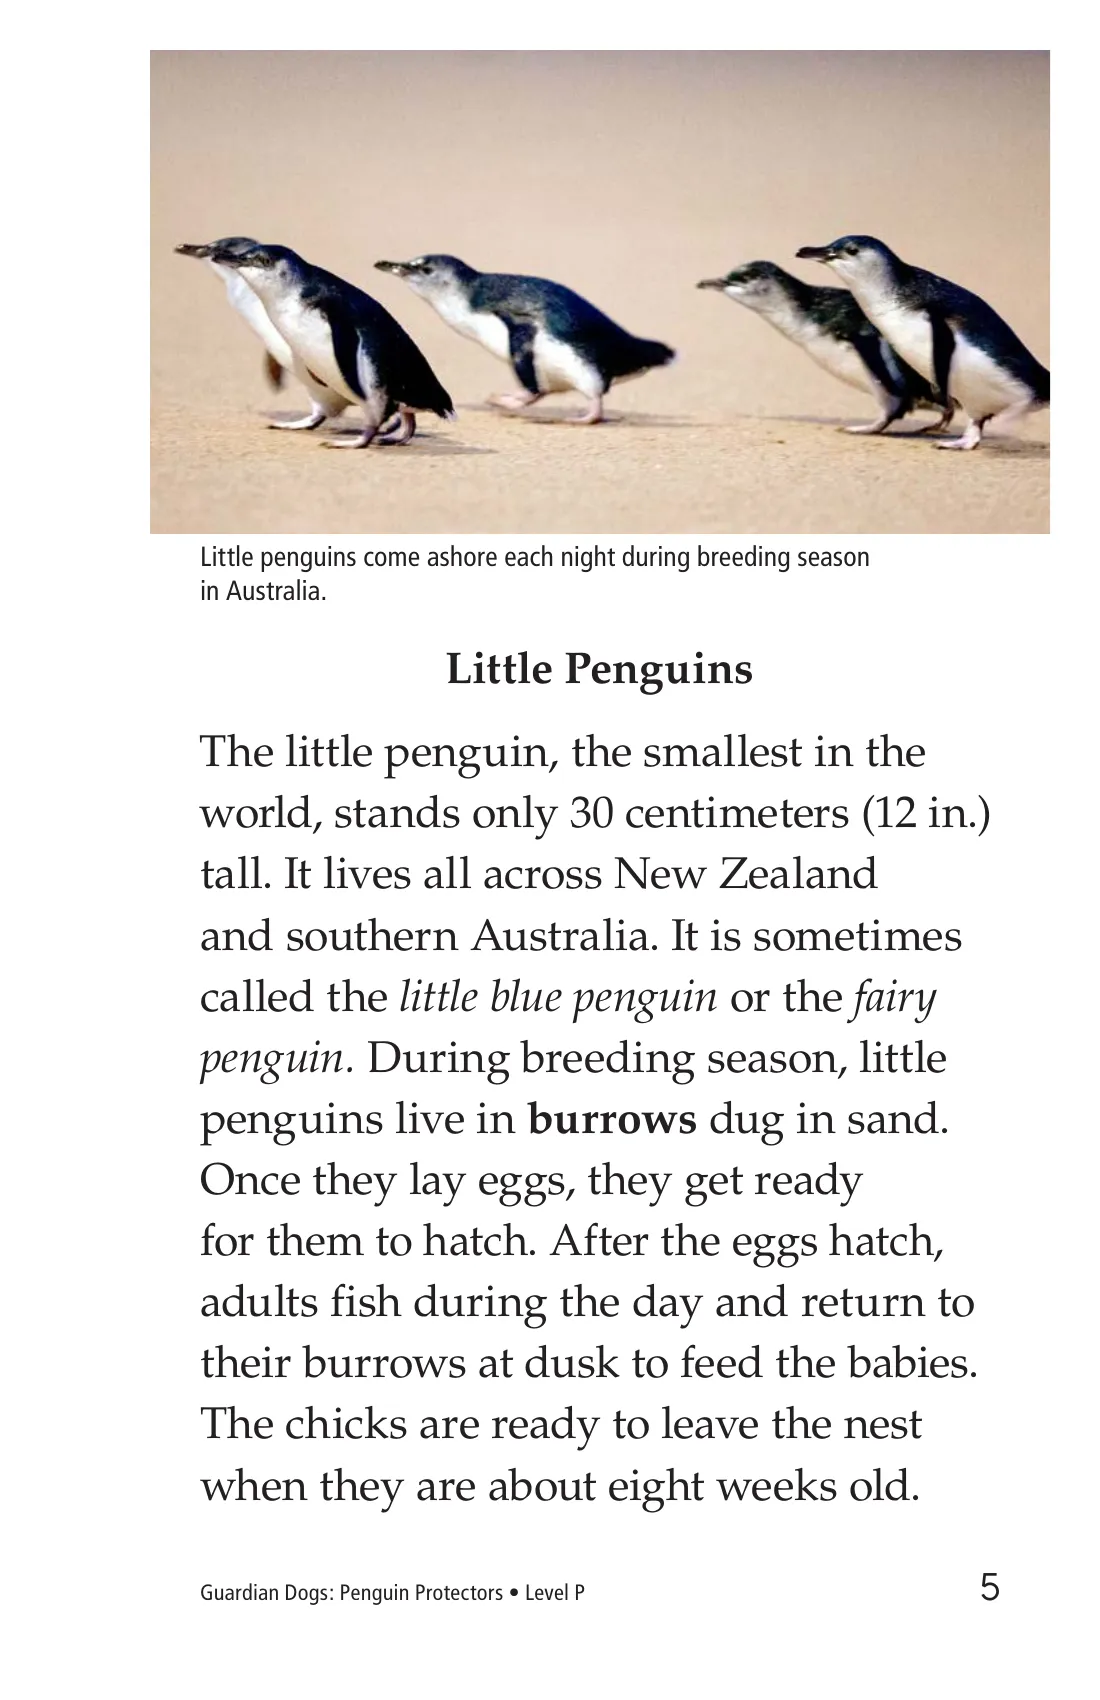 Little penguins come ashore each night during breeding season
in Australia.
Little Penguins
The little penguin, the smallest in the
world, stands only 30 centimeters (12 in.)
tall. It lives all across New Zealand
and southern Australia. It is sometimes
called the little blue penguin or the fairy
penguin. During breeding season, little
penguins live in burrows dug in sand.
Once they lay eggs, they get ready
for them to hatch. After the eggs hatch,
adults fish during the day and return to
their burrows at dusk to feed the babies.
The chicks are ready to leave the nest
when they are about eight weeks old.
Guardian Dogs: Penguin Protectors • Level P
5